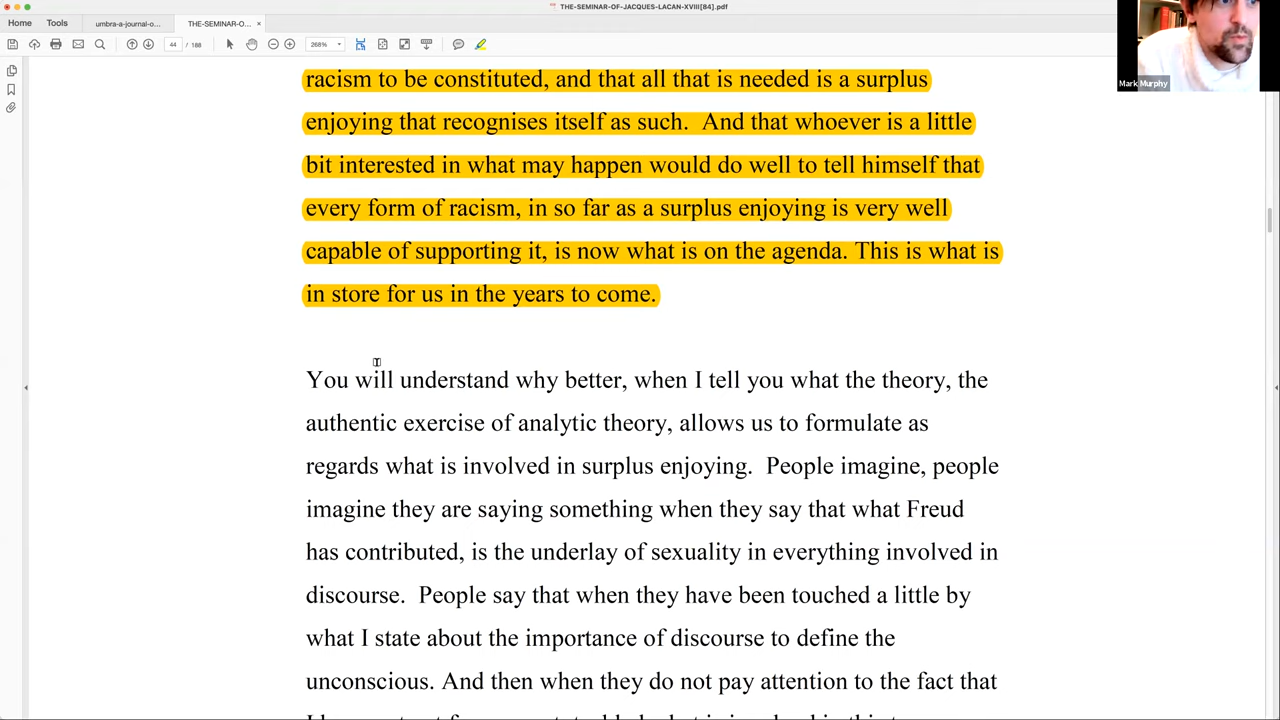 THE-SEMINAR-OF-JACQUES-LACAN-XVIII[84].pdf
Home Tools umbra-a-journal-o... THE-SEMINAR-O... ×
44 / 188 268%
racism to be constituted, and that all that is needed is a surplus
enjoying that recognises itself as such. And that whoever is a little
bit interested in what may happen would do well to tell himself that
every form of racism, in so far as a surplus enjoying is very well
capable of supporting it, is now what is on the agenda. This is what is
in store for us in the years to come.
You will understand why better, when I tell you what the theory, the
authentic exercise of analytic theory, allows us to formulate as
regards what is involved in surplus enjoying. People imagine, people
imagine they are saying something when they say that what Freud
has contributed, is the underlay of sexuality in everything involved in
discourse. People say that when they have been touched a little by
what I state about the importance of discourse to define the
unconscious. And then when they do not pay attention to the fact that
Mark Murphy